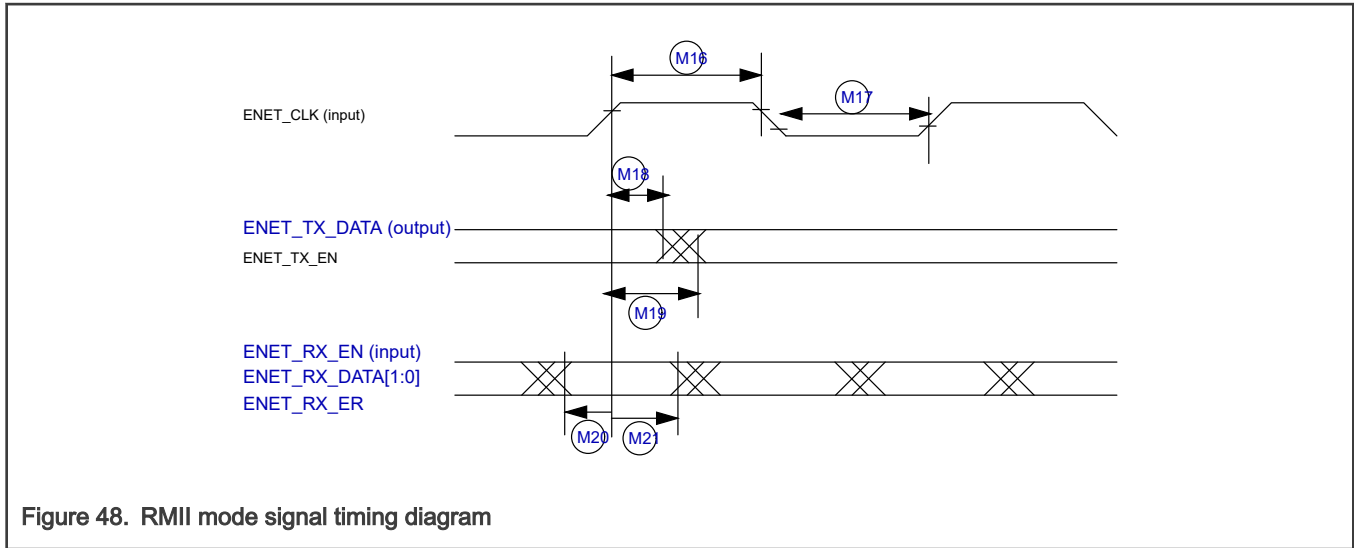 M16
ENET_CLK (input)
M17
M18
ENET_TX_DATA (output)
ENET_TX_EN
M19
ENET_RX_EN (input)
ENET_RX_DATA[1:0]
ENET_RX_ER
M20
M21
Figure 48. RMII mode signal timing diagram